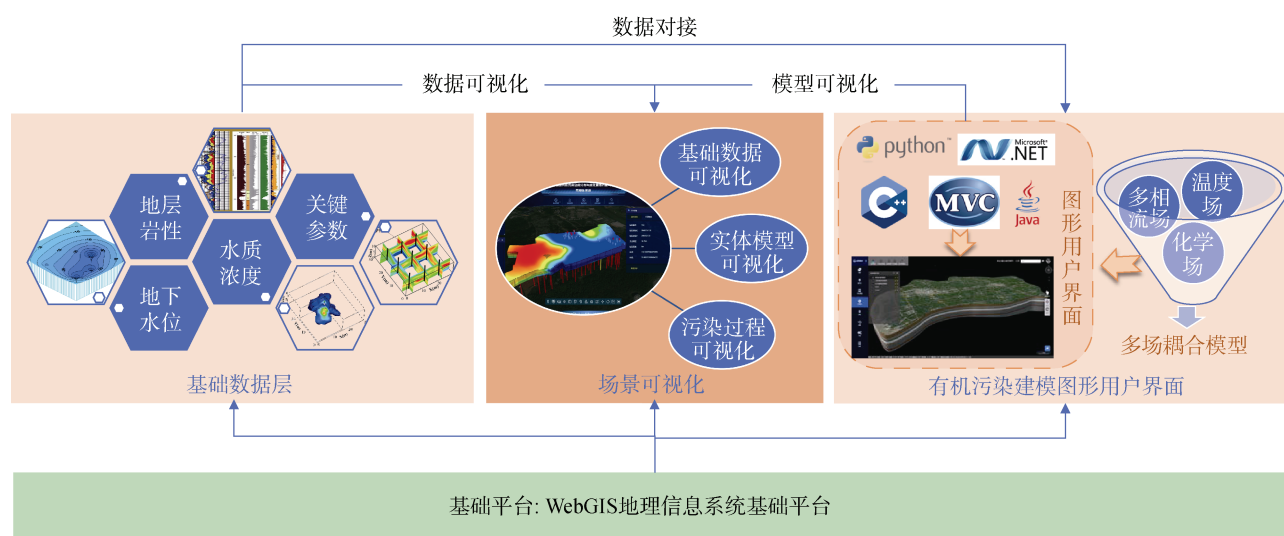 数据对接
数据可视化
模型可视化
地层
岩性
关键
参数
水质
浓度
地下
水位
基础数据层
基础数据
可视化
实体模型
可视化
污染过程
可视化
场景可视化
python™
Microsoft®
.NET
C++
MVC
Java
图形用户界面
多相
流场
温度
场
化学
场
多场耦合模型
有机污染建模图形用户界面
基础平台: WebGIS地理信息系统基础平台